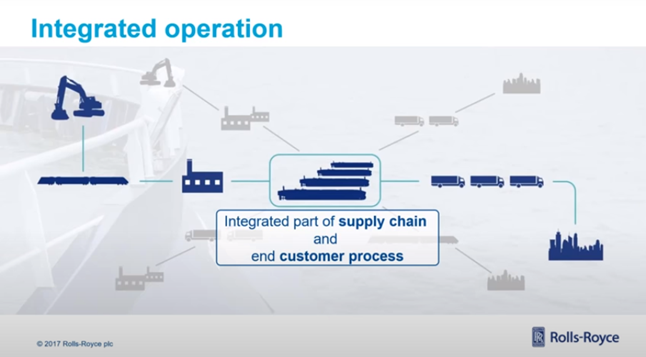 Integrated operation
Integrated part of supply chain
and
end customer process
© 2017 Rolls-Royce plc
Rolls-Royce